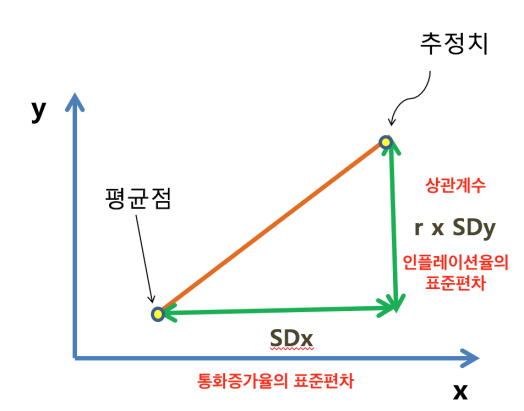 추정치
y
평균점
상관계수
r x SDy
인플레이션율의
표준편차
SDx
통화증가율의 표준편차
x